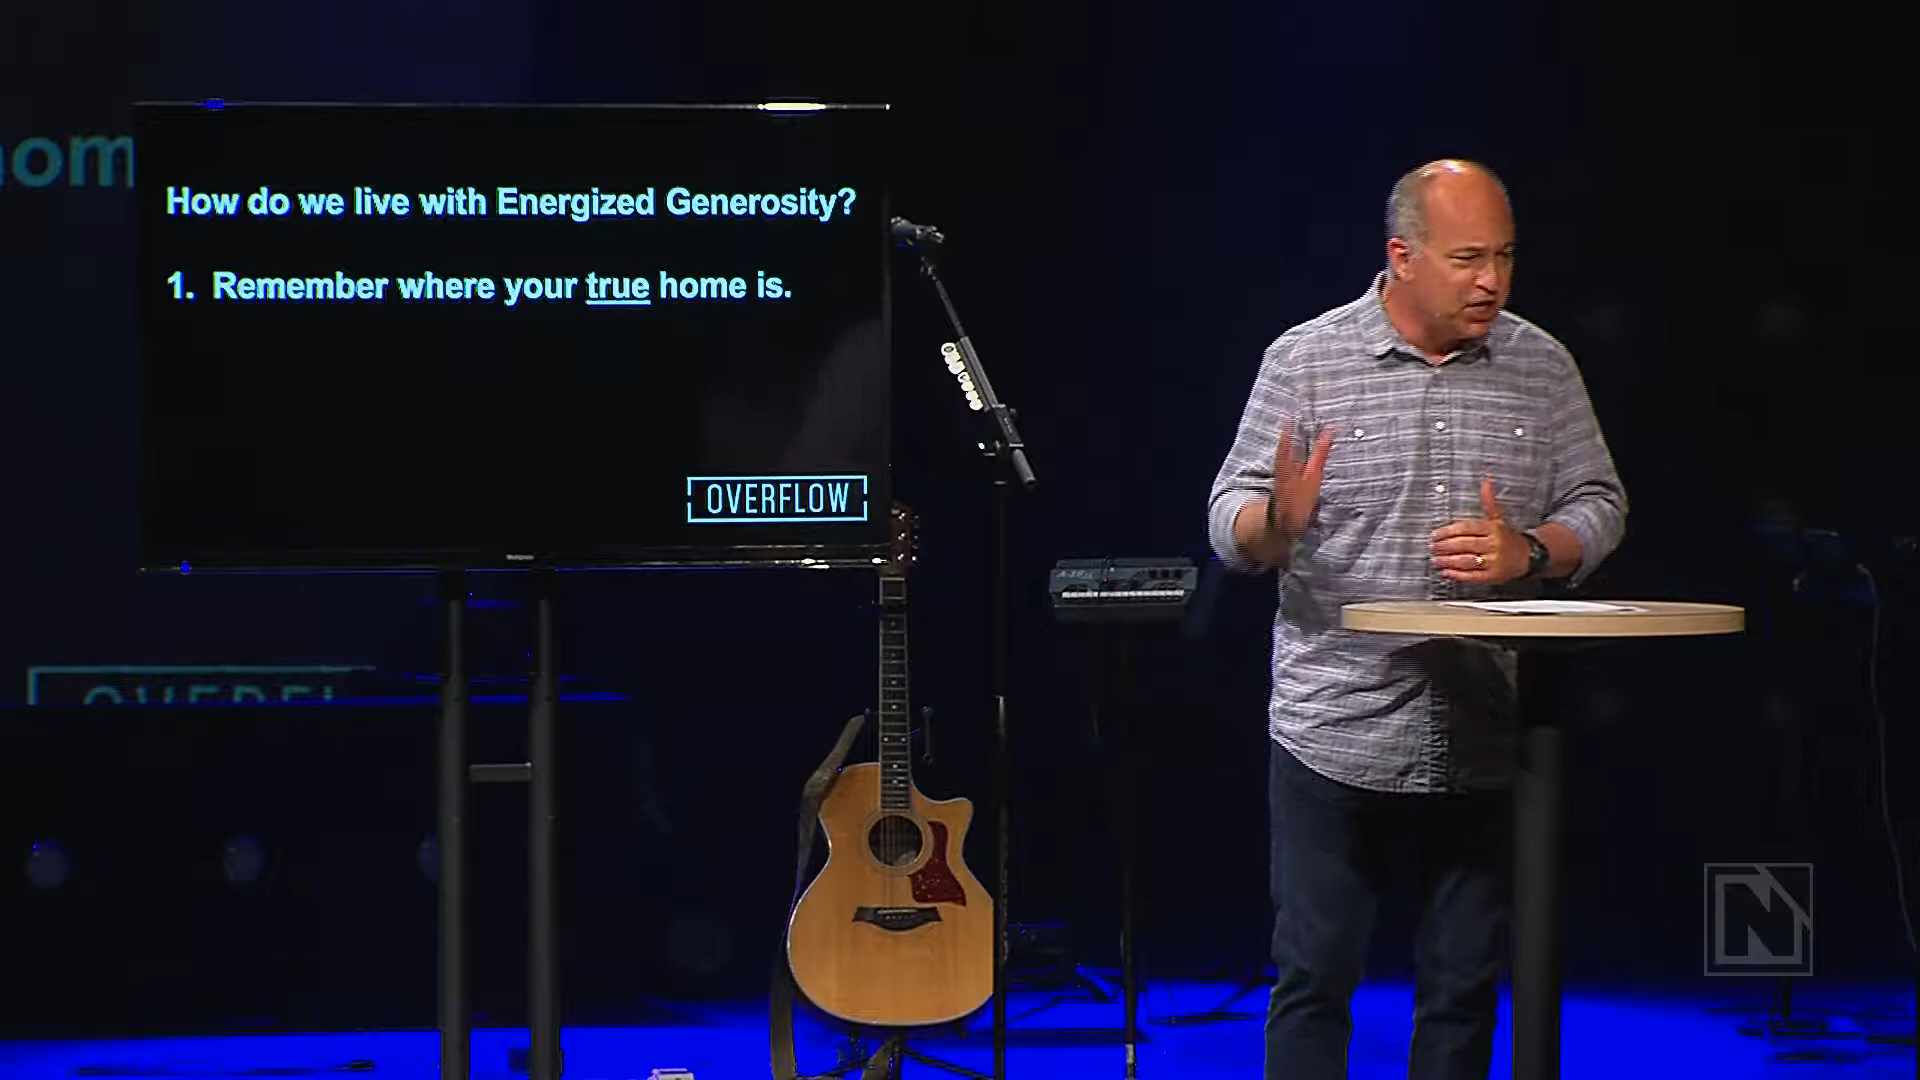 How do we live with Energized Generosity?
1. Remember where your true home is.
OVERFLOW
N